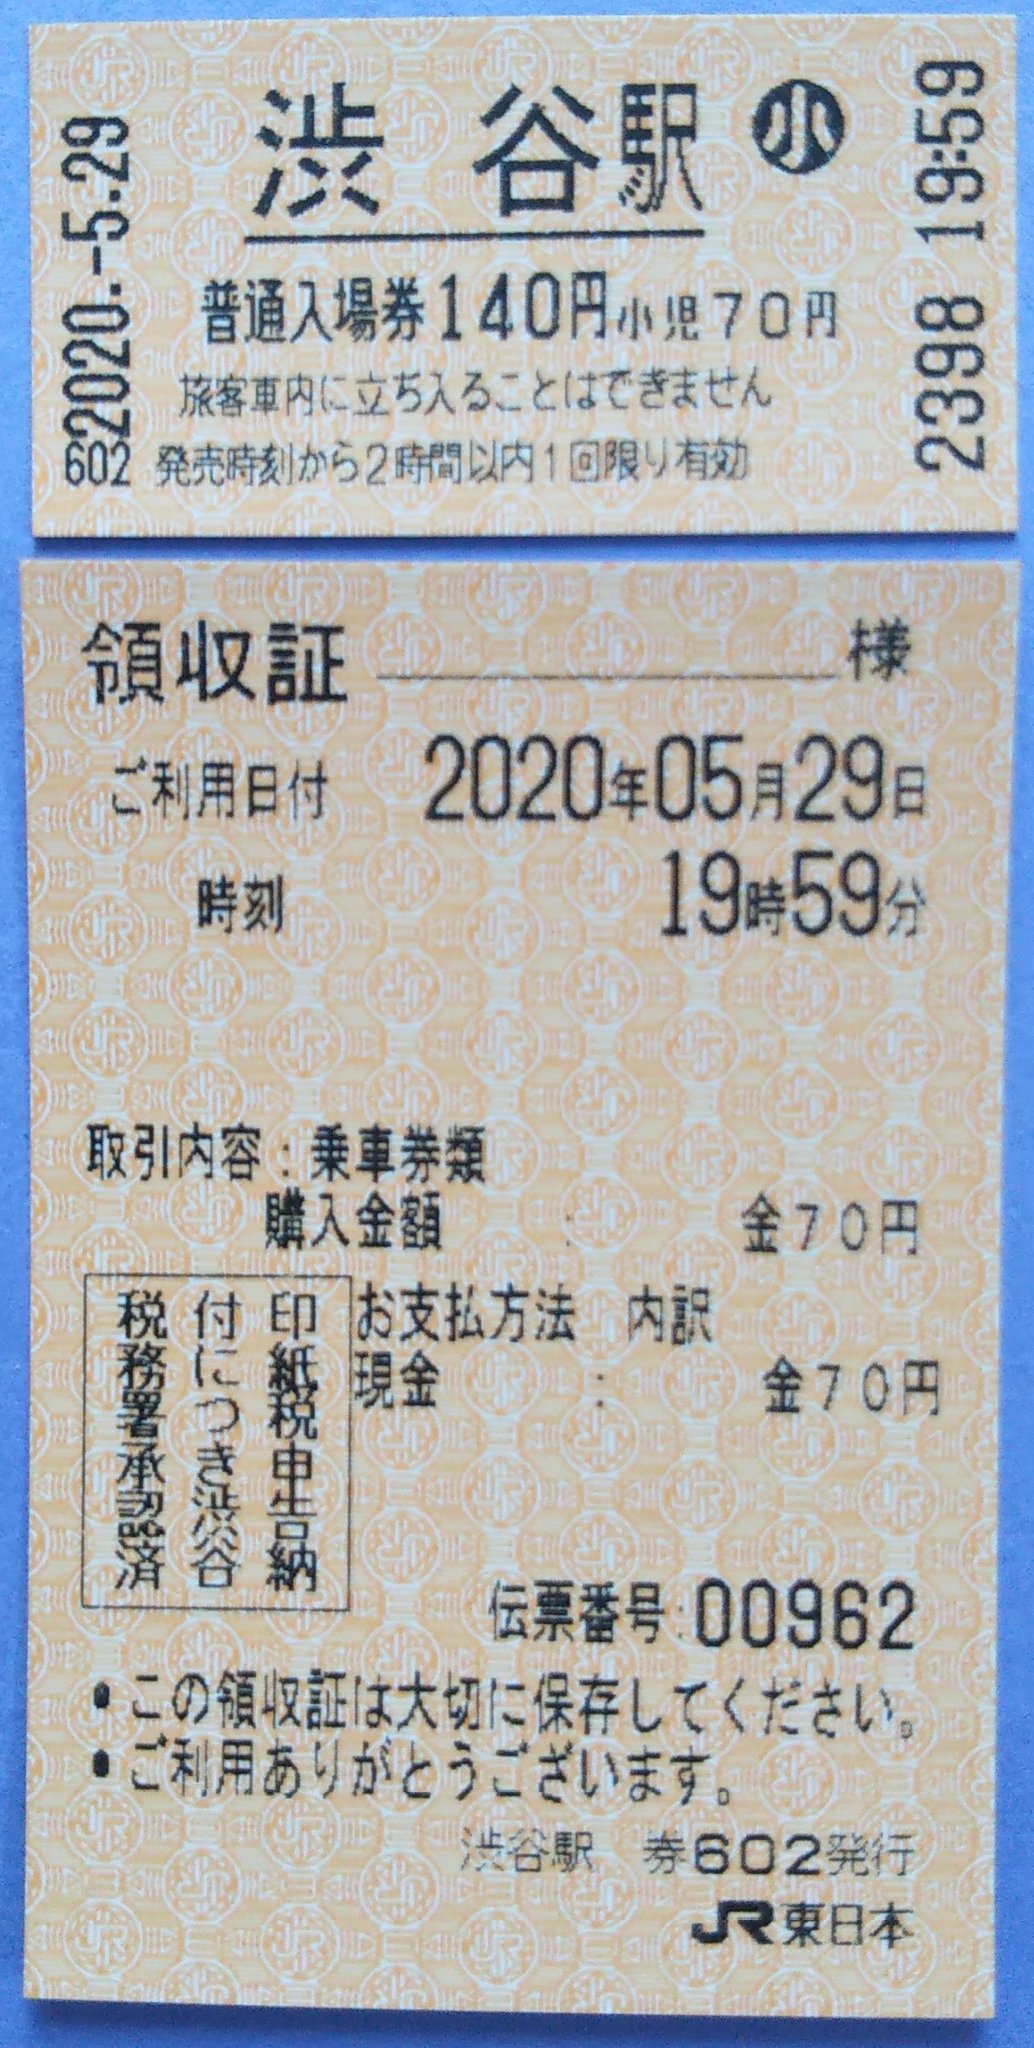 渋谷駅 小
普通入場券140円小児70円
旅客車内に立ち入ることはできません
発売時刻から2時間以内1回限り有効
2020.-5.29
602
2398 19:59
領収証 様
ご利用日付 2020年05月29日
時刻 19時59分
取引内容:乗車券類
購入金額 : 金70円
お支払方法 内訳
現金 : 金70円
印紙税申告納
付につき渋谷
税務署承認済
伝票番号:00962
•この領収証は大切に保存してください。
•ご利用ありがとうございます。
渋谷駅 券602発行
JR東日本